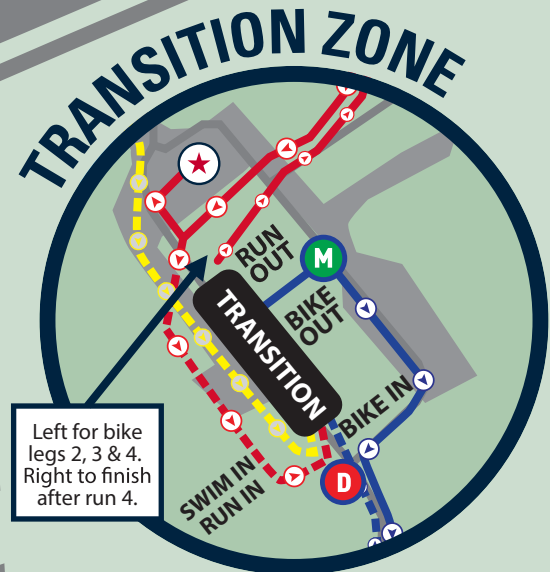 TRANSITION ZONE
RUN
OUT
M
BIKE
OUT
TRANSITION
BIKE IN
Left for bike
legs 2, 3 & 4.
Right to finish
after run 4.
SWIM IN
RUN IN
D